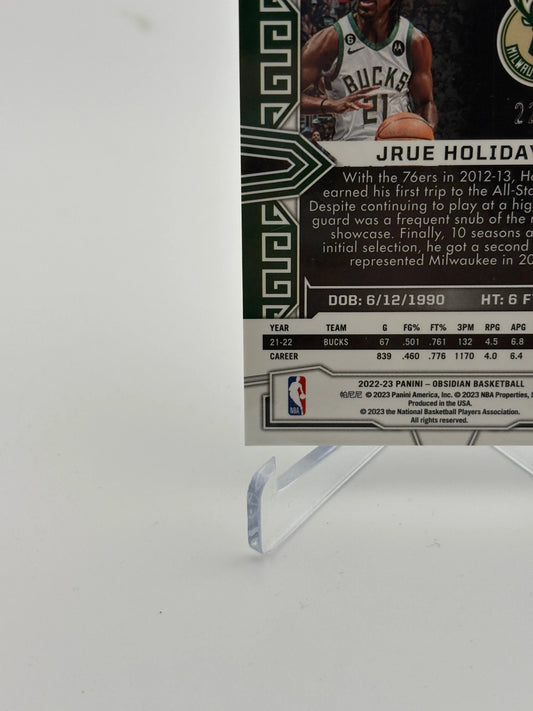 6
BUCKS
21
MILWAU
JRUE HOLIDAY
With the 76ers in 2012-13, Ho
earned his first trip to the All-Sta
Despite continuing to play at a hig
guard was a frequent snub of the m
showcase. Finally, 10 seasons a
initial selection, he got a second
represented Milwaukee in 20
DOB: 6/12/1990 HT: 6 F
YEAR TEAM G FG% FT% 3PM RPG APG
21-22 BUCKS 67 .501 .761 132 4.5 6.8
CAREER 839 .460 .776 1170 4.0 6.4
2022-23 PANINI – OBSIDIAN BASKETBALL
帕尼尼 © 2023 Panini America, Inc. © 2023 NBA Properties, I
Produced in the USA.
© 2023 the National Basketball Players Association.
All rights reserved.
NBA